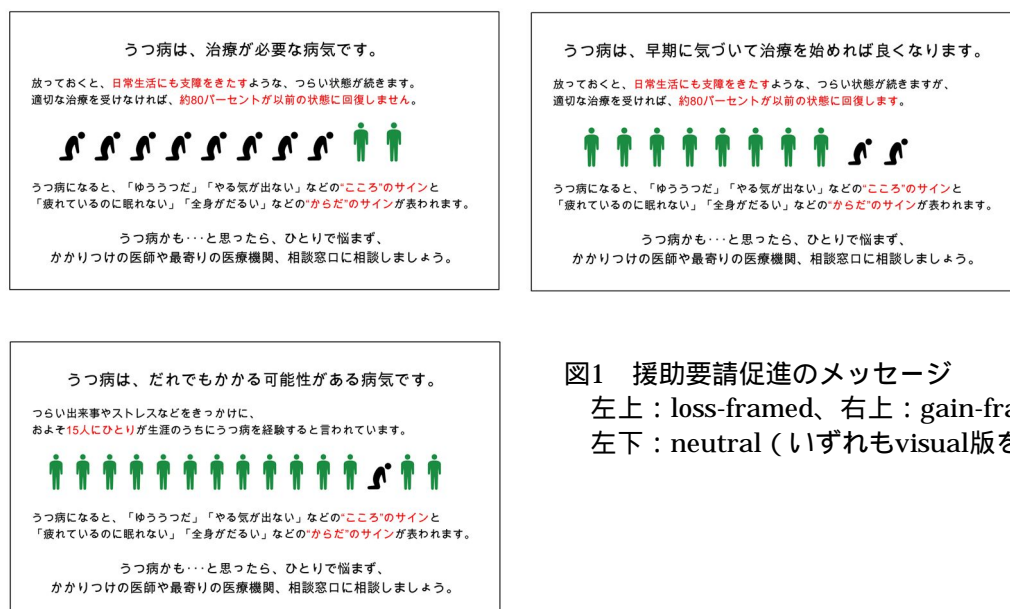 うつ病は、治療が必要な病気です。
放っておくと、日常生活にも支障をきたすような、つらい状態が続きます。
適切な治療を受けなければ、約80パーセントが以前の状態に回復しません。
うつ病になると、「ゆううつだ」「やる気が出ない」などの“こころ”のサインと
「疲れているのに眠れない」「全身がだるい」などの“からだ”のサインが表われます。
うつ病かも･･･と思ったら、ひとりで悩まず、
かかりつけの医師や最寄りの医療機関、相談窓口に相談しましょう。
うつ病は、早期に気づいて治療を始めれば良くなります。
放っておくと、日常生活にも支障をきたすような、つらい状態が続きますが、
適切な治療を受ければ、約80パーセントが以前の状態に回復します。
うつ病になると、「ゆううつだ」「やる気が出ない」などの“こころ”のサインと
「疲れているのに眠れない」「全身がだるい」などの“からだ”のサインが表われます。
うつ病かも･･･と思ったら、ひとりで悩まず、
かかりつけの医師や最寄りの医療機関、相談窓口に相談しましょう。
うつ病は、だれでもかかる可能性がある病気です。
つらい出来事やストレスなどをきっかけに、
およそ15人にひとりが生涯のうちにうつ病を経験すると言われています。
うつ病になると、「ゆううつだ」「やる気が出ない」などの“こころ”のサインと
「疲れているのに眠れない」「全身がだるい」などの“からだ”のサインが表われます。
うつ病かも･･･と思ったら、ひとりで悩まず、
かかりつけの医師や最寄りの医療機関、相談窓口に相談しましょう。
図1　援助要請促進のメッセージ
左上：loss-framed、右上：gain-fra
左下：neutral（いずれもvisual版を